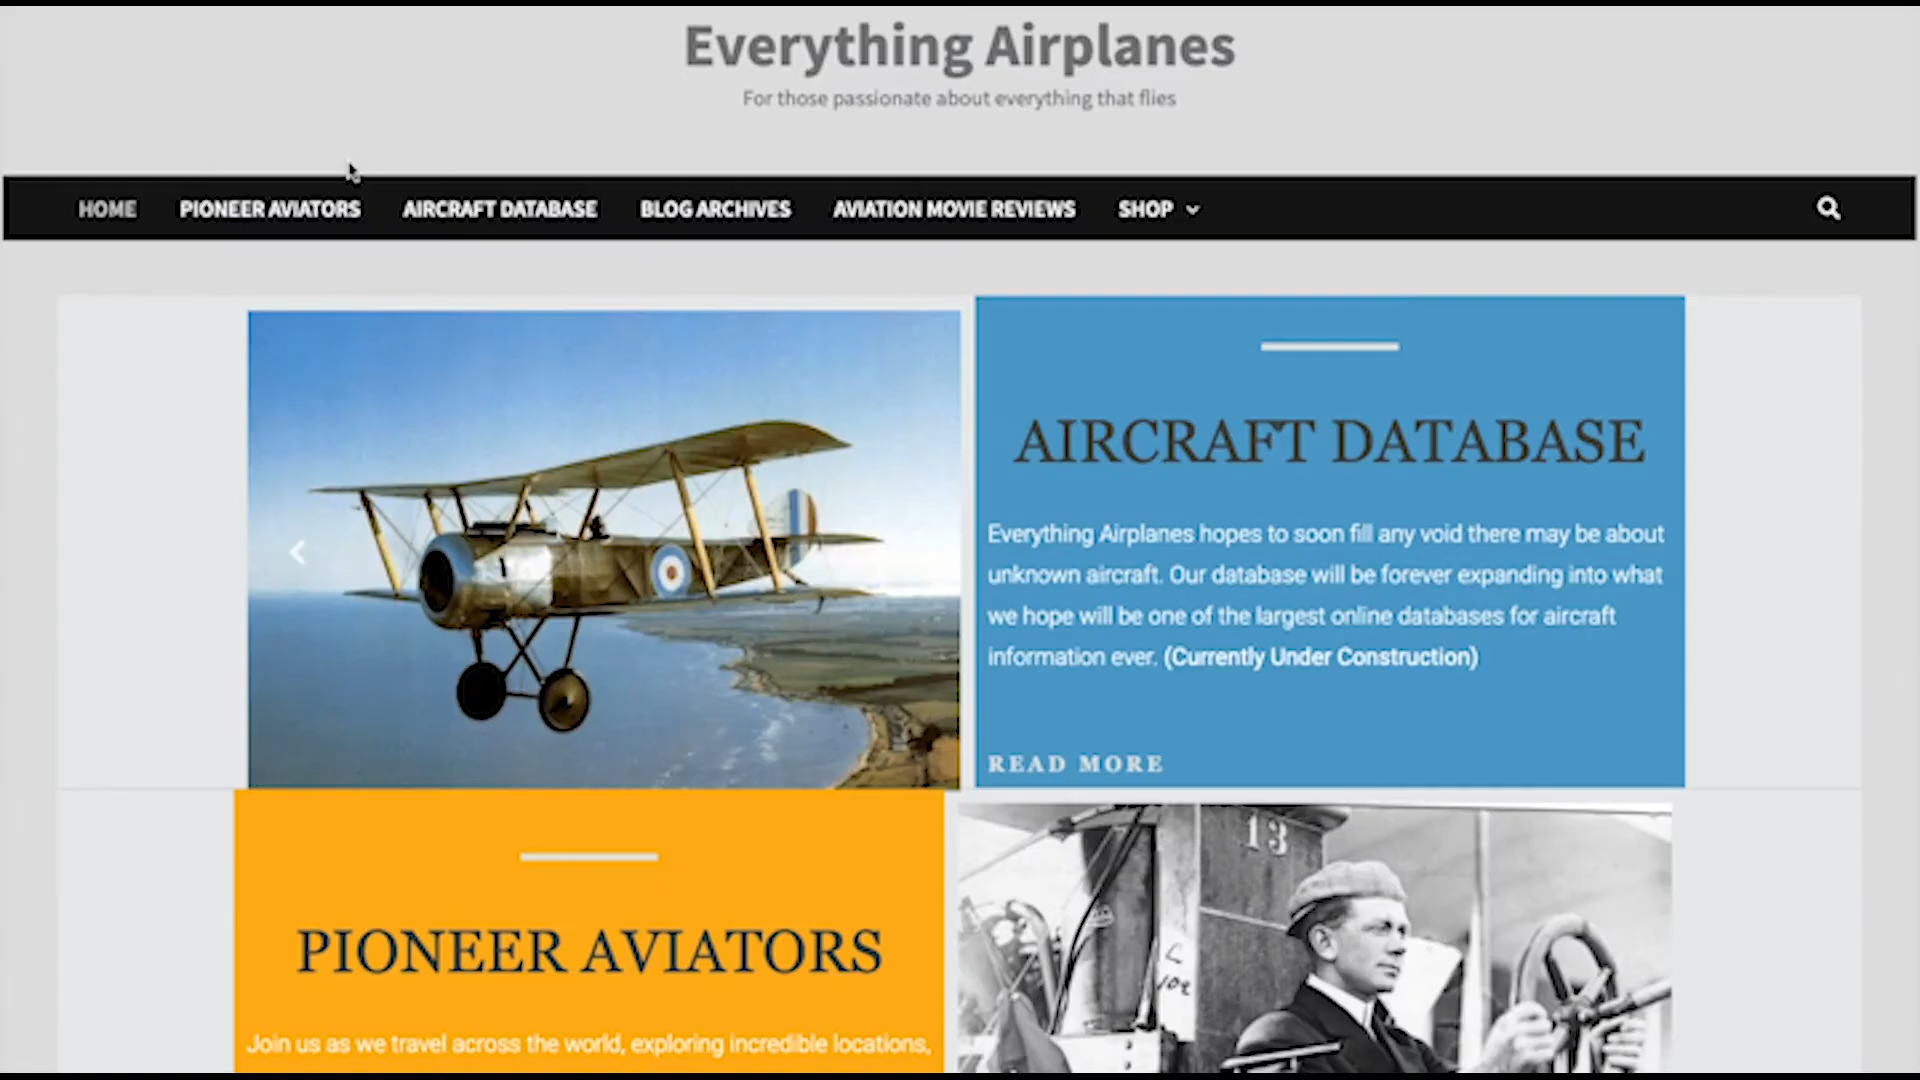 Everything Airplanes
For those passionate about everything that flies
HOME PIONEER AVIATORS AIRCRAFT DATABASE BLOG ARCHIVES AVIATION MOVIE REVIEWS SHOP
AIRCRAFT DATABASE
Everything Airplanes hopes to soon fill any void there may be about
unknown aircraft. Our database will be forever expanding into what
we hope will be one of the largest online databases for aircraft
information ever. (Currently Under Construction)
READ MORE
PIONEER AVIATORS
Join us as we travel across the world, exploring incredible locations,
13